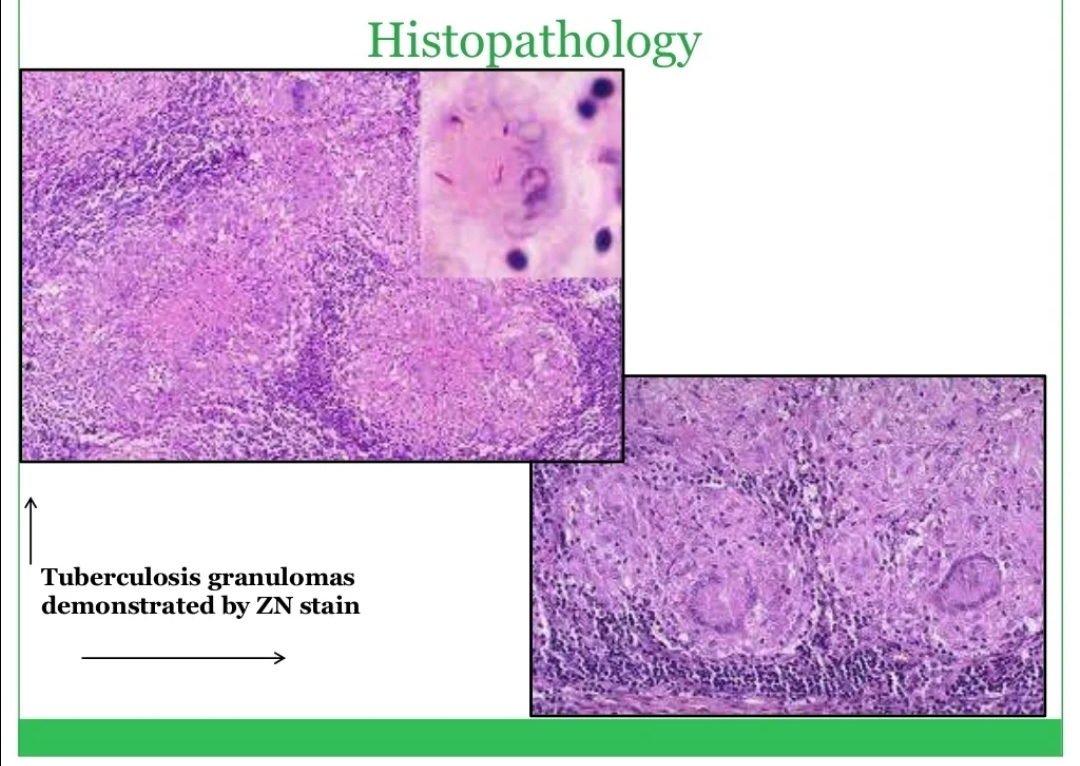 Histopathology
Tuberculosis granulomas
demonstrated by ZN stain